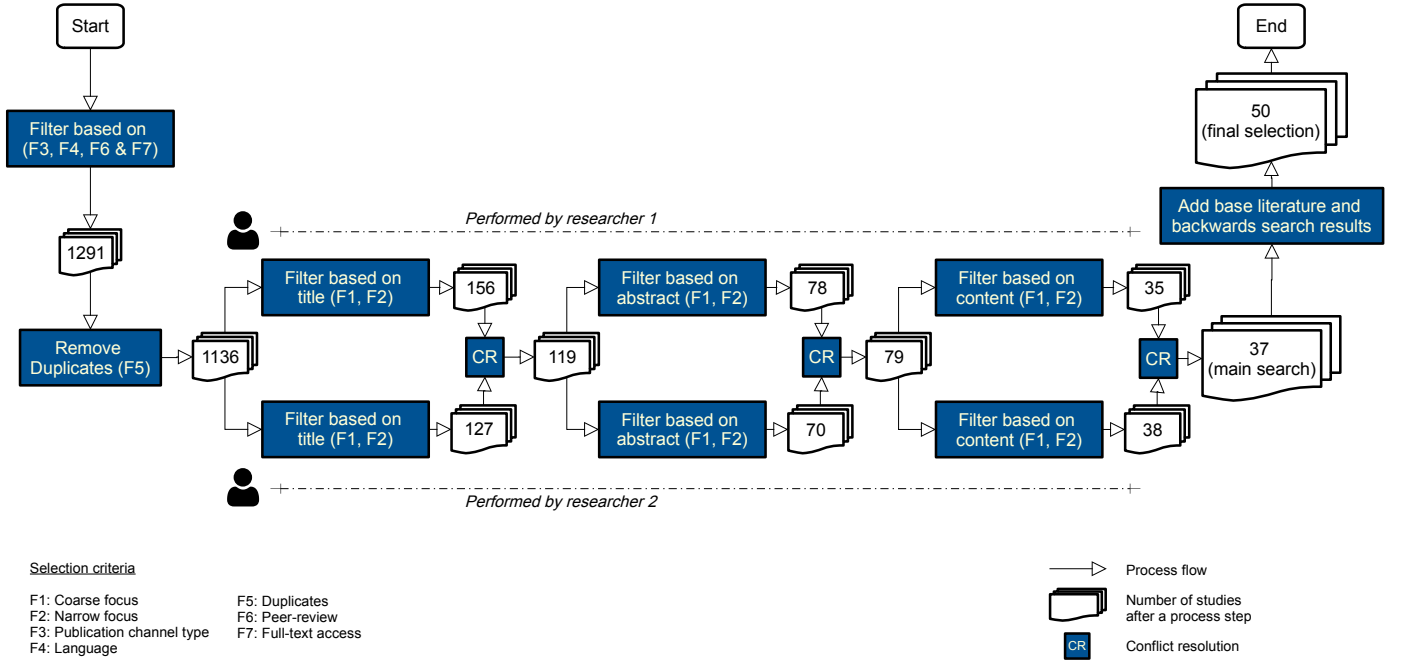 Start
End
Filter based on
(F3, F4, F6 & F7)
50
(final selection)
Performed by researcher 1
Add base literature and
backwards search results
1291
Filter based on
title (F1, F2)
156
Filter based on
abstract (F1, F2)
78
Filter based on
content (F1, F2)
35
Remove
Duplicates (F5)
1136
CR
119
CR
79
CR
37
(main search)
Filter based on
title (F1, F2)
127
Filter based on
abstract (F1, F2)
70
Filter based on
content (F1, F2)
38
Performed by researcher 2
Selection criteria
F1: Coarse focus
F2: Narrow focus
F3: Publication channel type
F4: Language
F5: Duplicates
F6: Peer-review
F7: Full-text access
Process flow
Number of studies
after a process step
CR
Conflict resolution